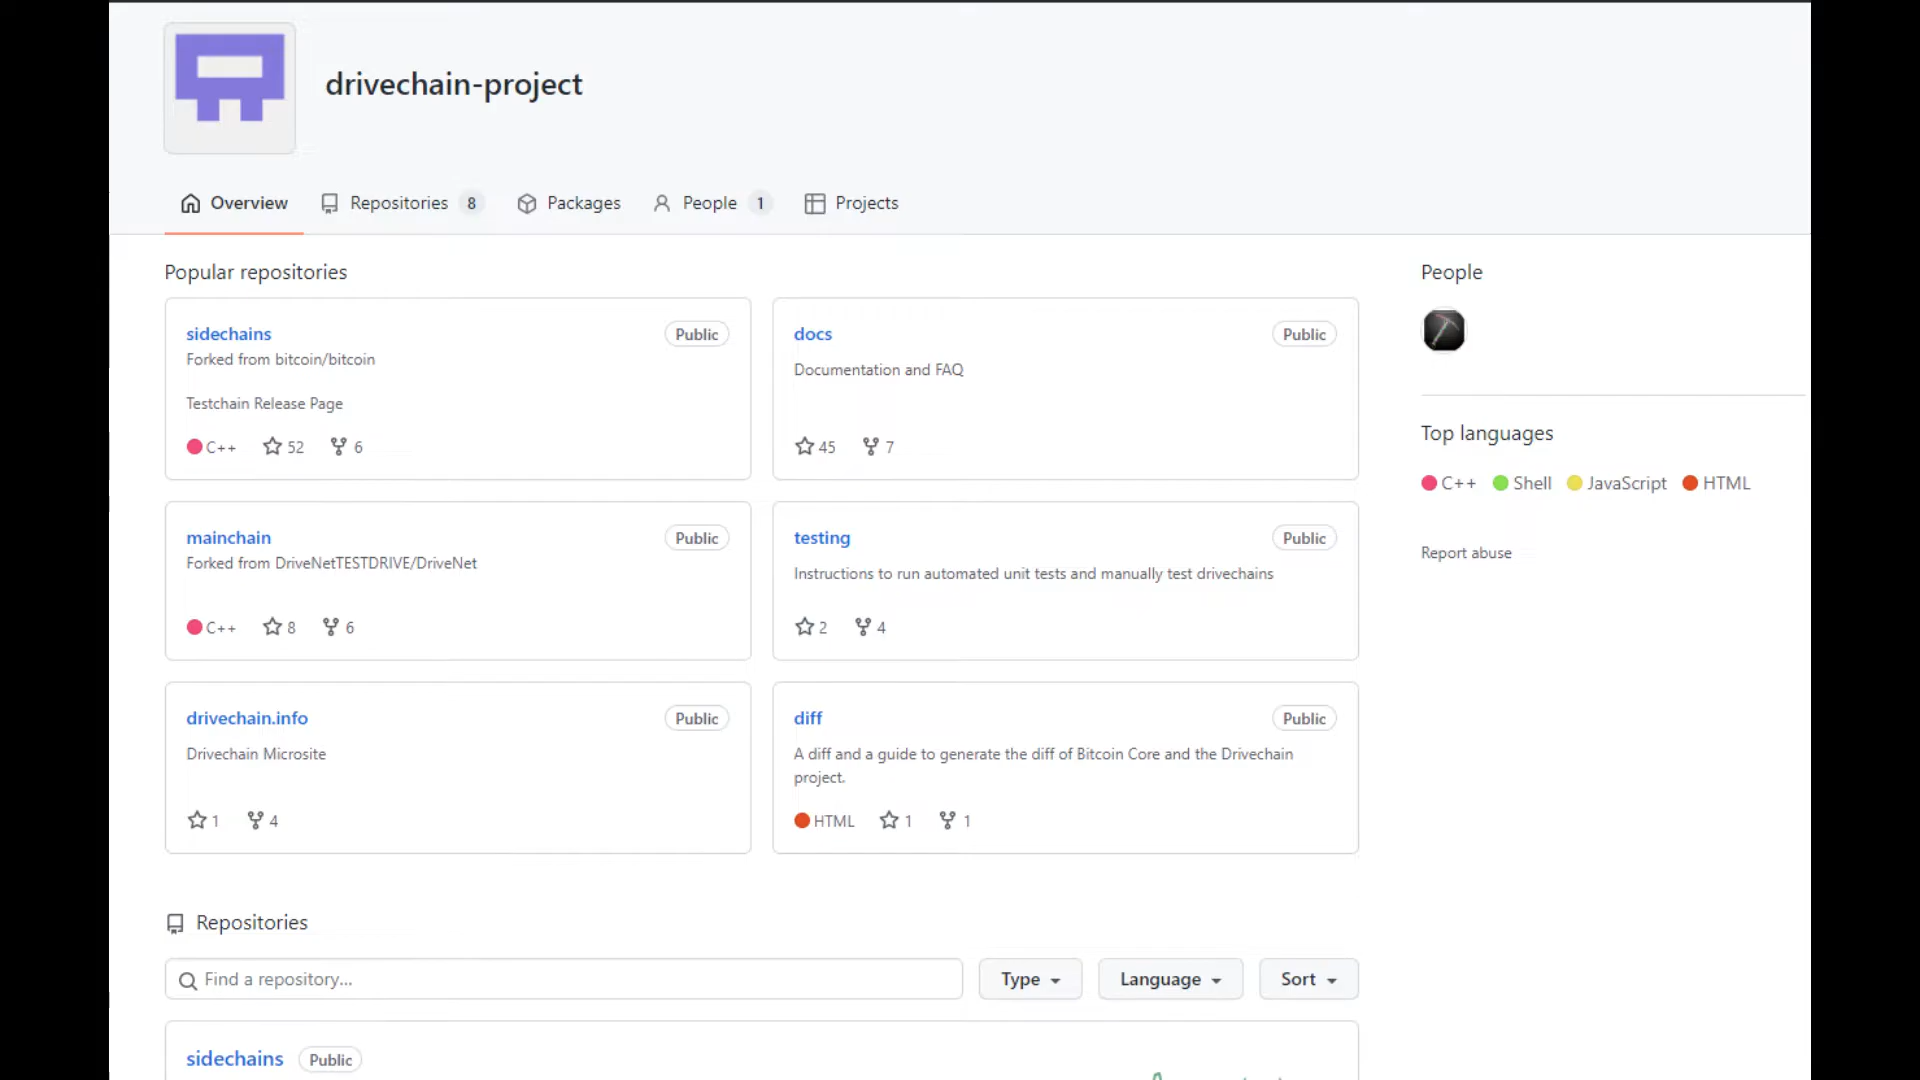 drivechain-project
Overview
Repositories 8
Packages
People 1
Projects
Popular repositories
sidechains
Public
Forked from bitcoin/bitcoin
Testchain Release Page
C++ 52 6
docs
Public
Documentation and FAQ
45 7
mainchain
Public
Forked from DriveNetTESTDRIVE/DriveNet
C++ 8 6
testing
Public
Instructions to run automated unit tests and manually test drivechains
2 4
drivechain.info
Public
Drivechain Microsite
1 4
diff
Public
A diff and a guide to generate the diff of Bitcoin Core and the Drivechain
project.
HTML 1 1
People
Top languages
C++ Shell JavaScript HTML
Report abuse
Repositories
Find a repository...
Type
Language
Sort
sidechains
Public